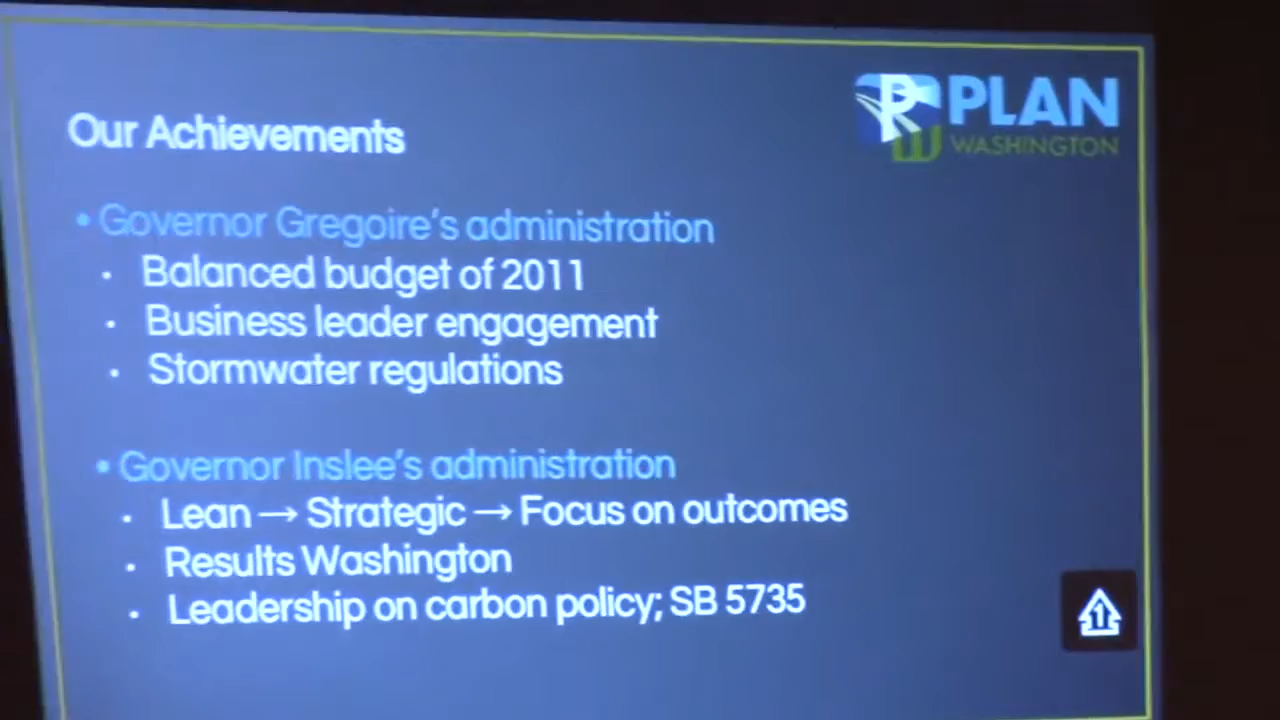 PLAN
WASHINGTON
Our Achievements
• Governor Gregoire's administration
• Balanced budget of 2011
• Business leader engagement
• Stormwater regulations
• Governor Inslee's administration
• Lean → Strategic → Focus on outcomes
• Results Washington
• Leadership on carbon policy; SB 5735